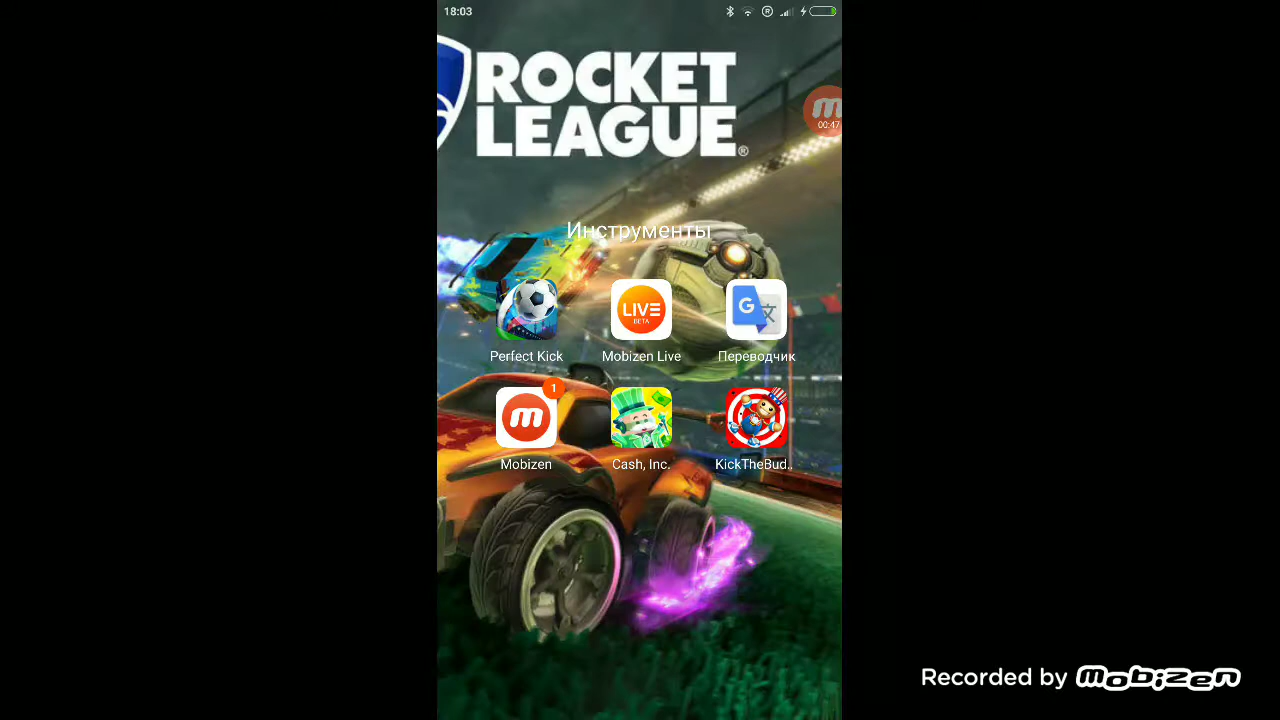 18:03
R
ROCKET
LEAGUE®
00:47
Инструменты
LIVE
BETA
G 文
Perfect Kick
Mobizen Live
Переводчик
1
m
Mobizen
Cash, Inc.
KickTheBud..
Recorded by mobizen